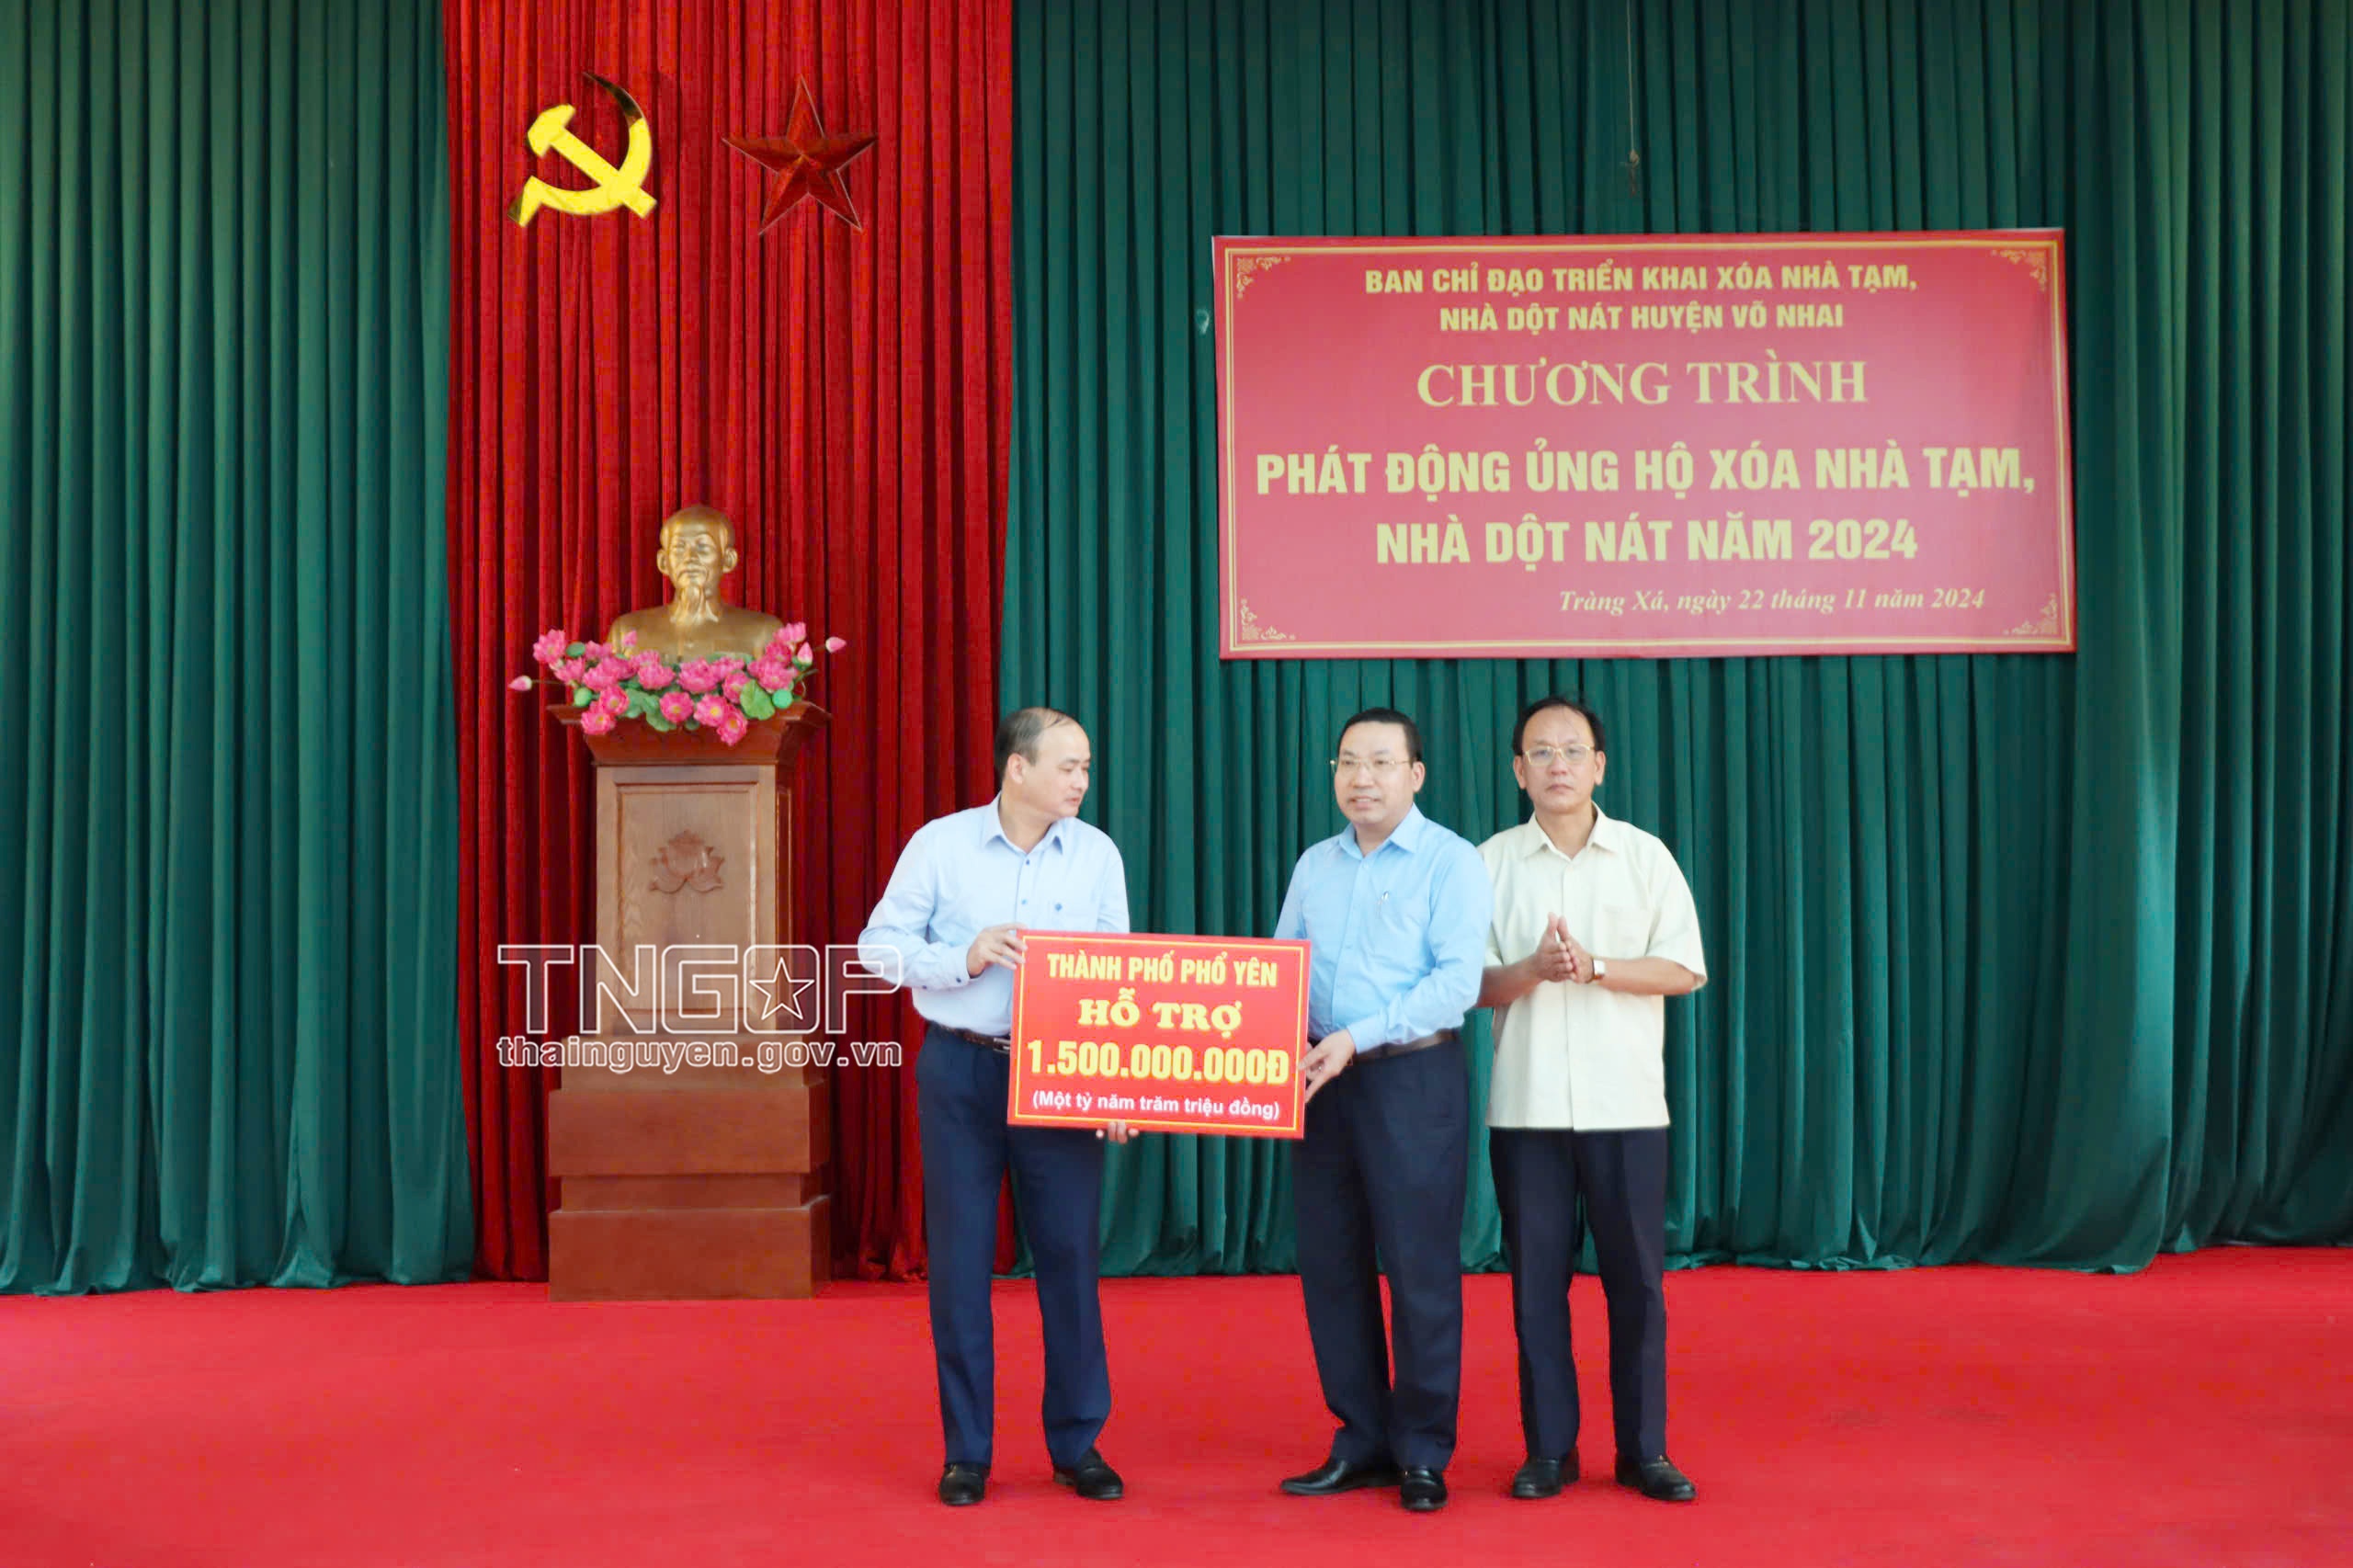 BAN CHỈ ĐẠO TRIỂN KHAI XÓA NHÀ TẠM,
NHÀ DỘT NÁT HUYỆN VÕ NHAI
CHƯƠNG TRÌNH
PHÁT ĐỘNG ỦNG HỘ XÓA NHÀ TẠM,
NHÀ DỘT NÁT NĂM 2024
Tràng Xá, ngày 22 tháng 11 năm 2024
THÀNH PHỐ PHỔ YÊN
HỖ TRỢ
1.500.000.000Đ
(Một tỷ năm trăm triệu đồng)
TNGOP
thainguyen.gov.vn